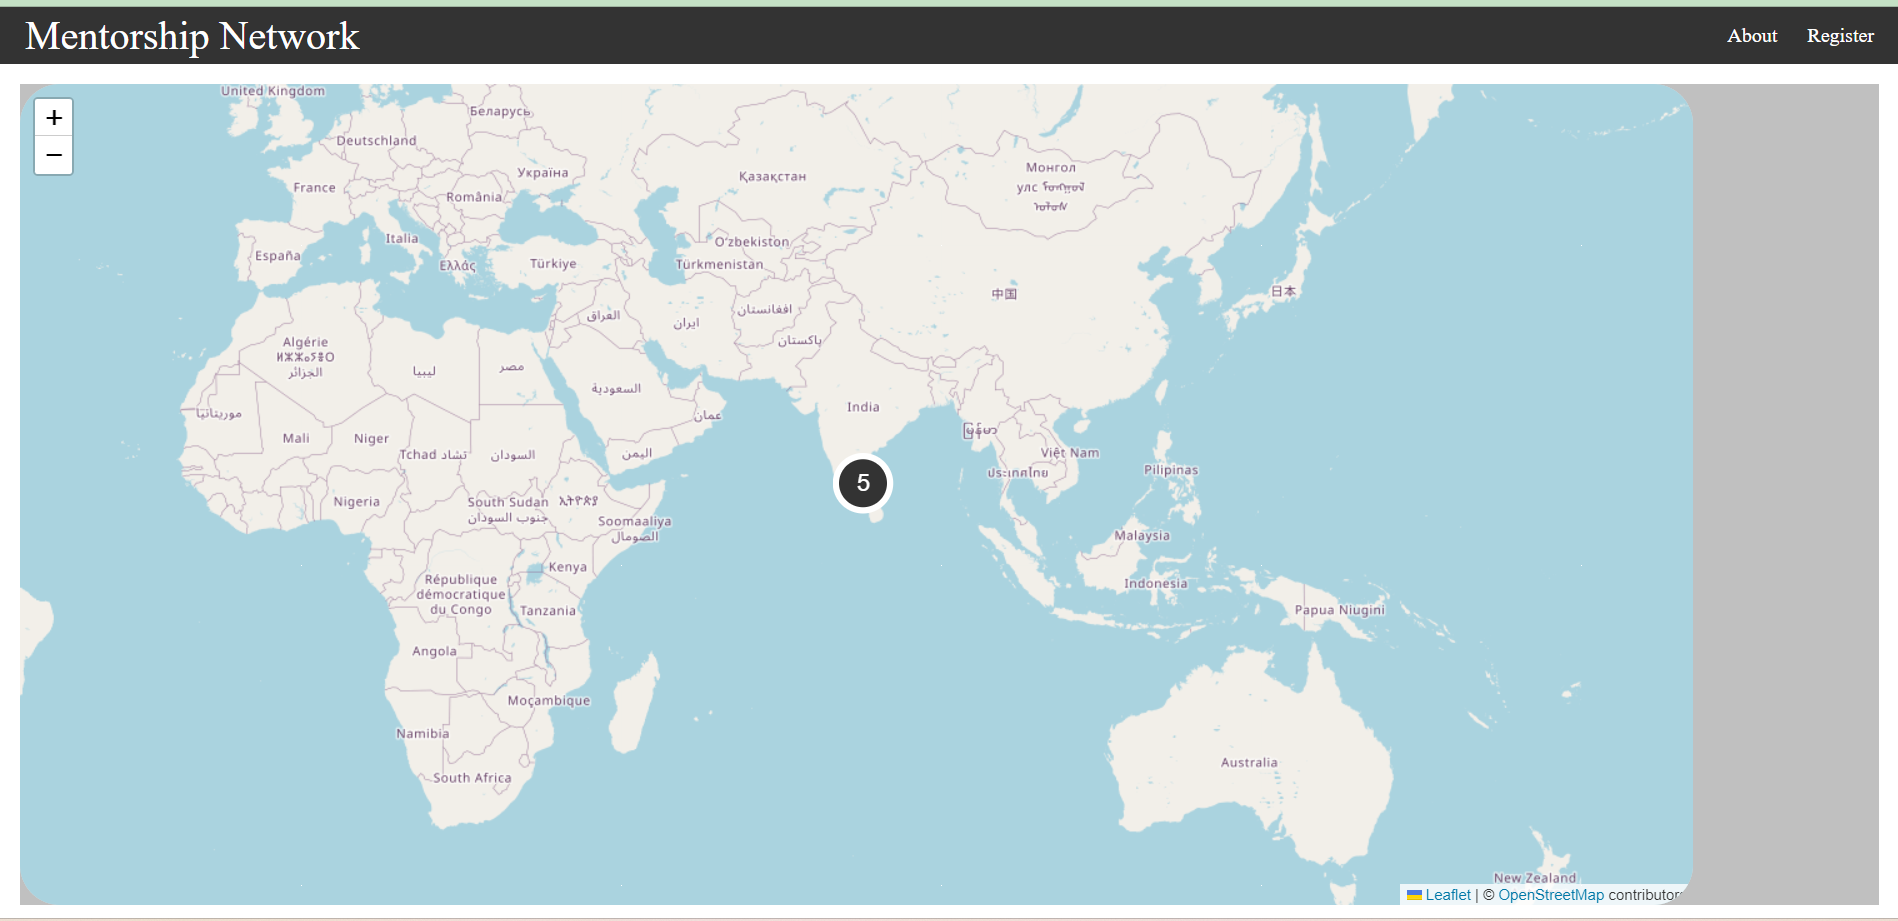 Mentorship Network
About
Register
+
−
United Kingdom
Беларусь
Deutschland
Україна
France
România
Қазақстан
Монгол
улс
Italia
España
Ελλάς
Türkiye
O'zbekiston
Türkmenistan
中国
日本
افغانستان
العراق
ایران
پاکستان
Algérie
ⵍⵣⵣⴰⵢⴻⵔ
الجزائر
ليبيا
مصر
السعودية
عمان
India
موريتانيا
Mali
Niger
Tchad تشاد
السودان
اليمن
မြန်မာ
Việt Nam
ประเทศไทย
Pilipinas
5
Nigeria
South Sudan
جنوب السودان
ኢትዮጵያ
Soomaaliya
الصومال
Malaysia
Kenya
République
démocratique
du Congo
Indonesia
Tanzania
Papua Niugini
Angola
Moçambique
Namibia
South Africa
Australia
New Zealand
Leaflet | © OpenStreetMap contributors